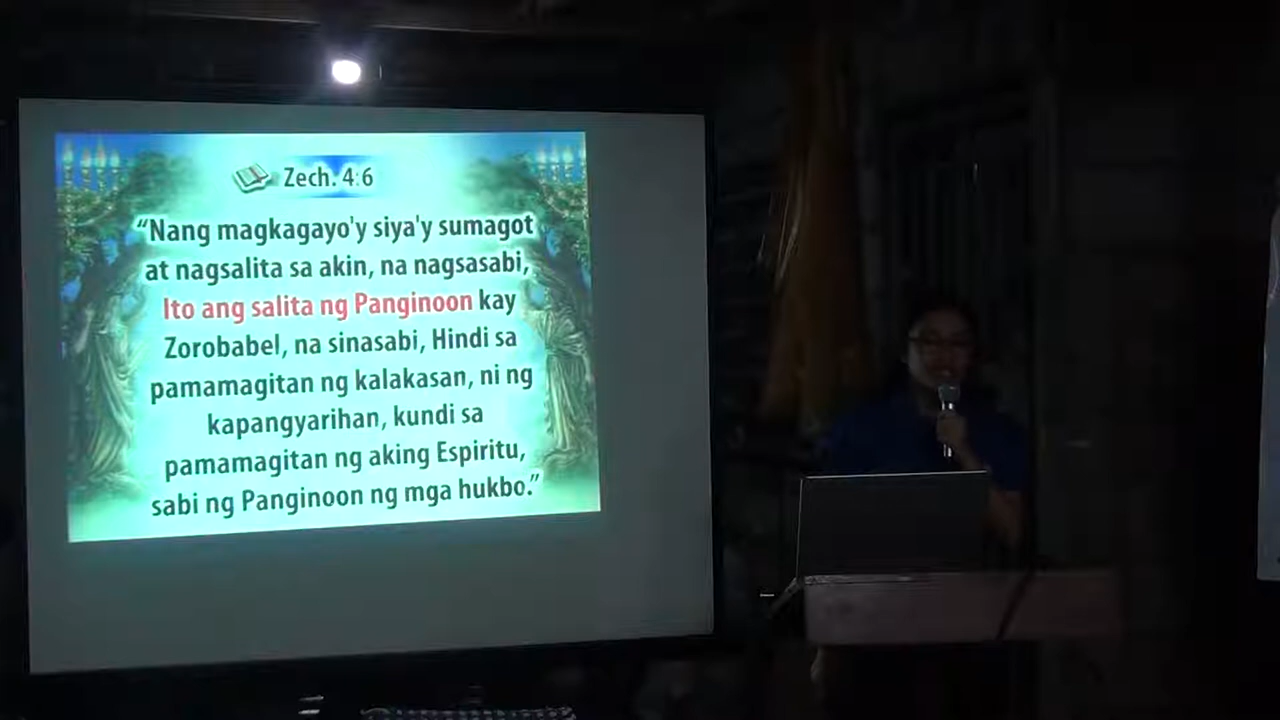 Zech. 4:6
“Nang magkagayo'y siya'y sumagot
at nagsalita sa akin, na nagsasabi,
Ito ang salita ng Panginoon kay
Zorobabel, na sinasabi, Hindi sa
pamamagitan ng kalakasan, ni ng
kapangyarihan, kundi sa
pamamagitan ng aking Espiritu,
sabi ng Panginoon ng mga hukbo.”